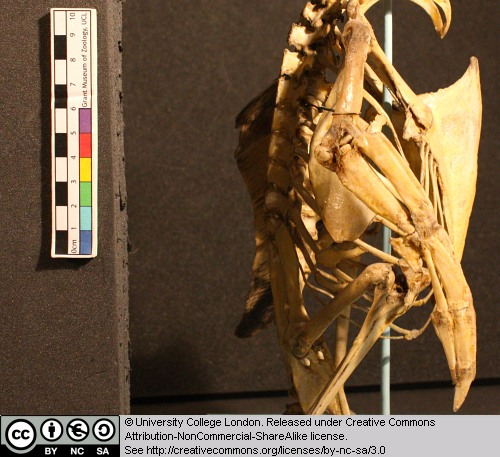 10
9
8
7
6
5
4
3
2
1
0cm
Grant Museum of Zoology, UCL
cc
$
BY NC SA
© University College London. Released under Creative Commons
Attribution-NonCommercial-ShareAlike license.
See http://creativecommons.org/licenses/by-nc-sa/3.0